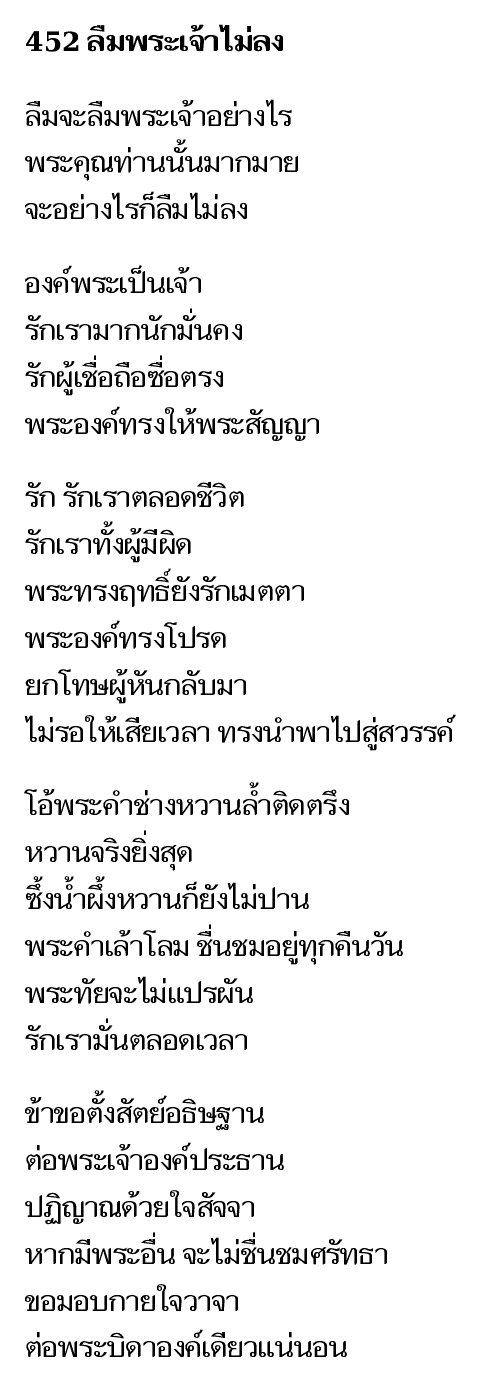 452 ลืมพระเจ้าไม่ลง
ลืมจะลืมพระเจ้าอย่างไร
พระคุณท่านนั้นมากมาย
จะอย่างไรก็ลืมไม่ลง
องค์พระเป็นเจ้า
รักเรามากนักมั่นคง
รักผู้เชื่อถือซื่อตรง
พระองค์ทรงให้พระสัญญา
รัก รักเราตลอดชีวิต
รักเราทั้งผู้มีผิด
พระทรงฤทธิ์ยังรักเมตตา
พระองค์ทรงโปรด
ยกโทษผู้หันกลับมา
ไม่รอให้เสียเวลา ทรงนำพาไปสู่สวรรค์
โอ้พระคำช่างหวานล้ำติดตรึง
หวานจริงยิ่งสุด
ซึ้งน้ำผึ้งหวานก็ยังไม่ปาน
พระคำเล้าโลม ชื่นชมอยู่ทุกคืนวัน
พระทัยจะไม่แปรผัน
รักเรามั่นตลอดเวลา
ข้าขอตั้งสัตย์อธิษฐาน
ต่อพระเจ้าองค์ประธาน
ปฏิญาณด้วยใจสัจจา
หากมีพระอื่น จะไม่ชื่นชมศรัทธา
ขอมอบกายใจวาจา
ต่อพระบิดาองค์เดียวแน่นอน